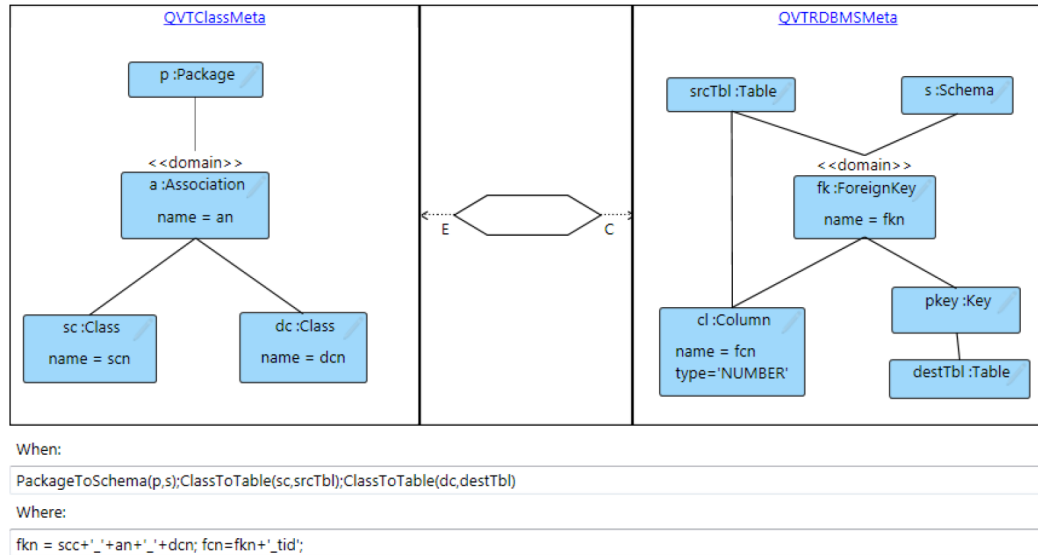 QVTClassMeta
QVTRDBMSMeta
p :Package
srcTbl :Table
s :Schema
<<domain>>
<<domain>>
a :Association
name = an
fk :ForeignKey
name = fkn
E
C
sc :Class
name = scn
dc :Class
name = dcn
cl :Column
name = fcn
type='NUMBER'
pkey :Key
destTbl :Table
When:
PackageToSchema(p,s);ClassToTable(sc,srcTbl);ClassToTable(dc,destTbl)
Where:
fkn = scc+'_'+an+'_'+dcn; fcn=fkn+'_tid';